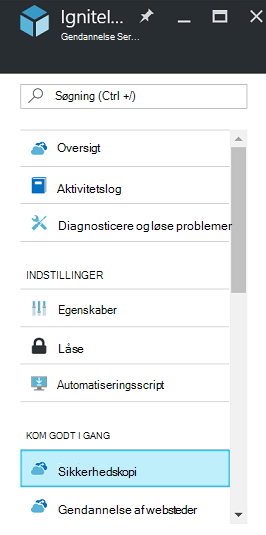 Ignitel...
Gendannelse Ser...
Søgning (Ctrl +/)
Oversigt
Aktivitetslog
Diagnosticere og løse problemer
INDSTILLINGER
Egenskaber
Låse
Automatiseringsscript
KOM GODT I GANG
Sikkerhedskopi
Gendannelse af websteder